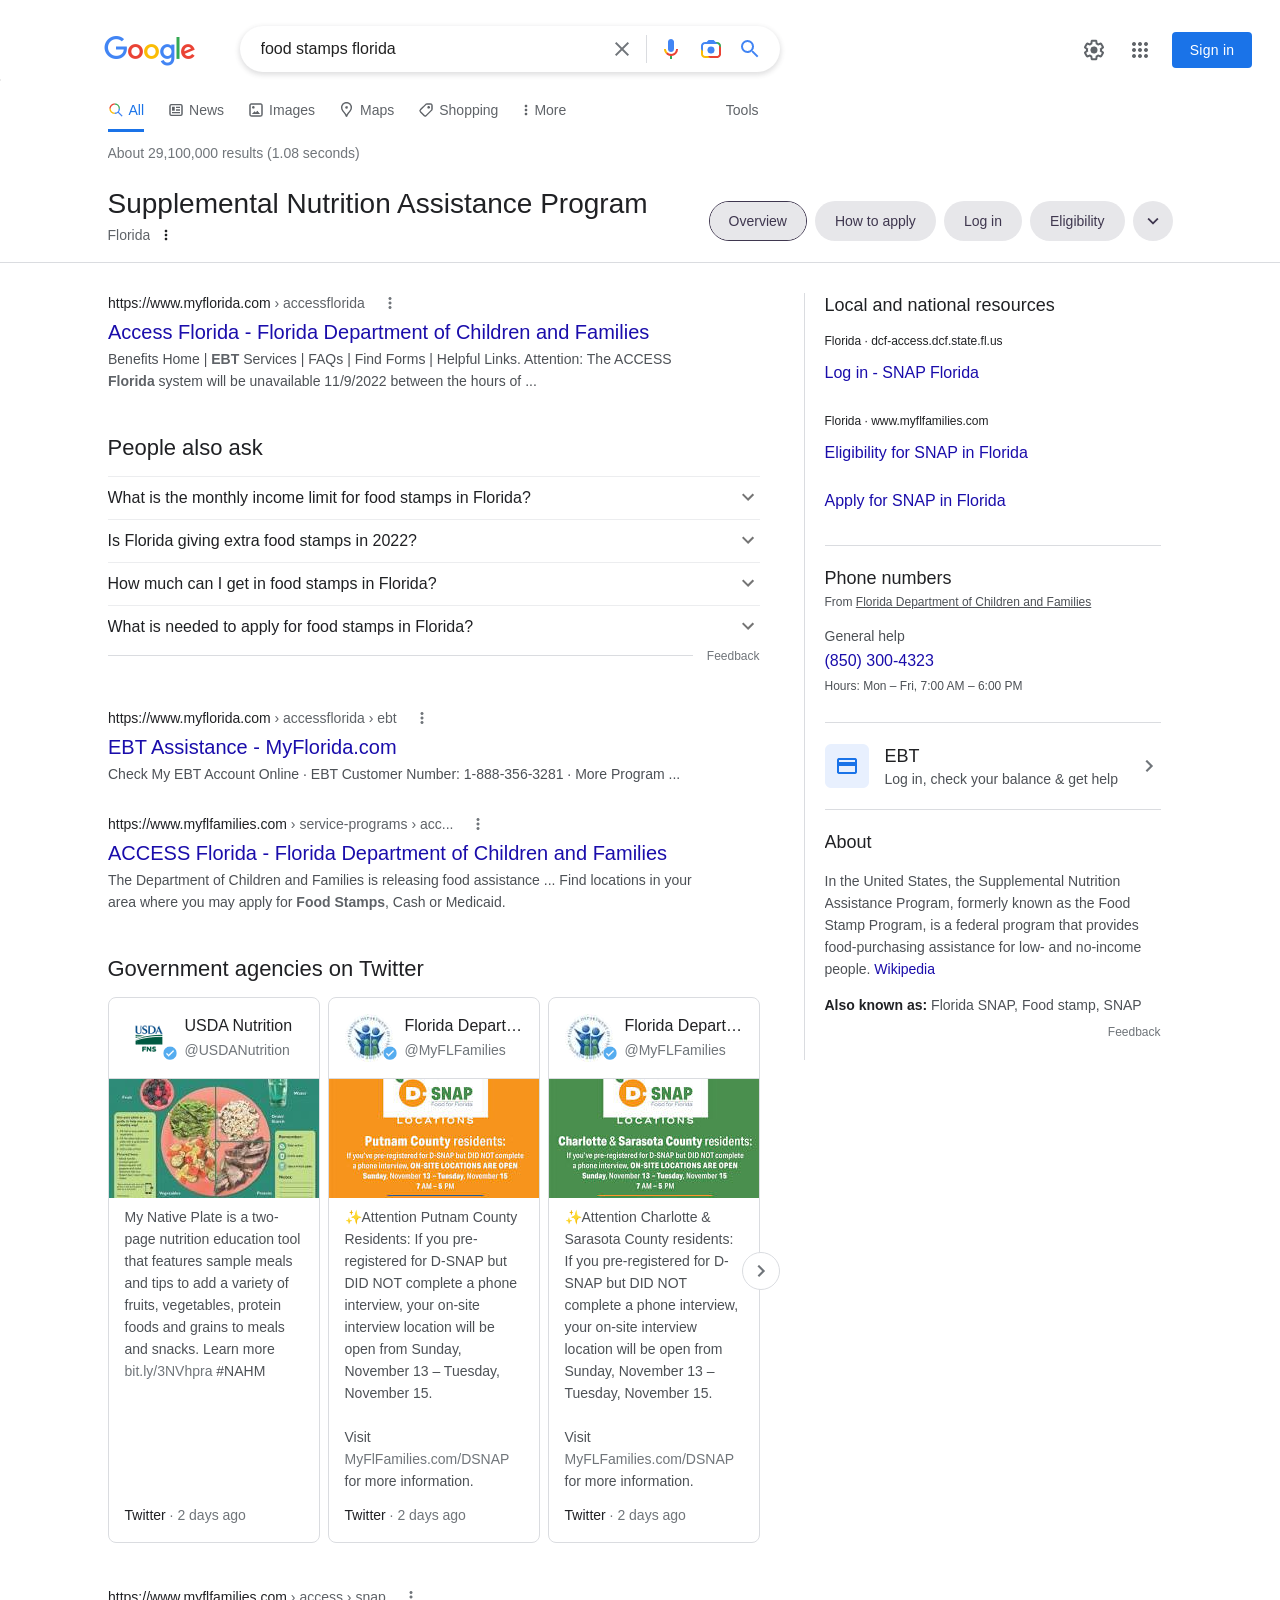 Google
food stamps florida
Sign in
All
News
Images
Maps
Shopping
More
Tools
About 29,100,000 results (1.08 seconds)
Supplemental Nutrition Assistance Program
Florida
Overview
How to apply
Log in
Eligibility
https://www.myflorida.com › accessflorida
Access Florida - Florida Department of Children and Families
Benefits Home | EBT Services | FAQs | Find Forms | Helpful Links. Attention: The ACCESS
Florida system will be unavailable 11/9/2022 between the hours of ...
People also ask
What is the monthly income limit for food stamps in Florida?
Is Florida giving extra food stamps in 2022?
How much can I get in food stamps in Florida?
What is needed to apply for food stamps in Florida?
Feedback
https://www.myflorida.com › accessflorida › ebt
EBT Assistance - MyFlorida.com
Check My EBT Account Online · EBT Customer Number: 1-888-356-3281 · More Program ...
https://www.myflfamilies.com › service-programs › acc...
ACCESS Florida - Florida Department of Children and Families
The Department of Children and Families is releasing food assistance ... Find locations in your
area where you may apply for Food Stamps, Cash or Medicaid.
Government agencies on Twitter
USDA
FNS
USDA Nutrition
@USDANutrition
Fruit
Water
Grain/
Starch
Remember:
Vegetables
Protein
My Native Plate is a two-
page nutrition education tool
that features sample meals
and tips to add a variety of
fruits, vegetables, protein
foods and grains to meals
and snacks. Learn more
bit.ly/3NVhpra #NAHM
Twitter · 2 days ago
Florida Depart…
@MyFLFamilies
D-SNAP
Food for Florida
LOCATIONS
Putnam County residents:
If you've pre-registered for D-SNAP but DID NOT complete
a phone interview, ON-SITE LOCATIONS ARE OPEN
Sunday, November 13 – Tuesday, November 15
7 AM – 5 PM
✨Attention Putnam County
Residents: If you pre-
registered for D-SNAP but
DID NOT complete a phone
interview, your on-site
interview location will be
open from Sunday,
November 13 – Tuesday,
November 15.
Visit
MyFlFamilies.com/DSNAP
for more information.
Twitter · 2 days ago
Florida Depart…
@MyFLFamilies
D-SNAP
Food for Florida
LOCATIONS
Charlotte & Sarasota County residents:
If you've pre-registered for D-SNAP but DID NOT complete
a phone interview, ON-SITE LOCATIONS ARE OPEN
Sunday, November 13 – Tuesday, November 15
7 AM – 5 PM
✨Attention Charlotte &
Sarasota County residents:
If you pre-registered for D-
SNAP but DID NOT
complete a phone interview,
your on-site interview
location will be open from
Sunday, November 13 –
Tuesday, November 15.
Visit
MyFLFamilies.com/DSNAP
for more information.
Twitter · 2 days ago
https://www.myflfamilies.com › access › snap
Local and national resources
Florida · dcf-access.dcf.state.fl.us
Log in - SNAP Florida
Florida · www.myflfamilies.com
Eligibility for SNAP in Florida
Apply for SNAP in Florida
Phone numbers
From Florida Department of Children and Families
General help
(850) 300-4323
Hours: Mon – Fri, 7:00 AM – 6:00 PM
EBT
Log in, check your balance & get help
About
In the United States, the Supplemental Nutrition
Assistance Program, formerly known as the Food
Stamp Program, is a federal program that provides
food-purchasing assistance for low- and no-income
people. Wikipedia
Also known as: Florida SNAP, Food stamp, SNAP
Feedback